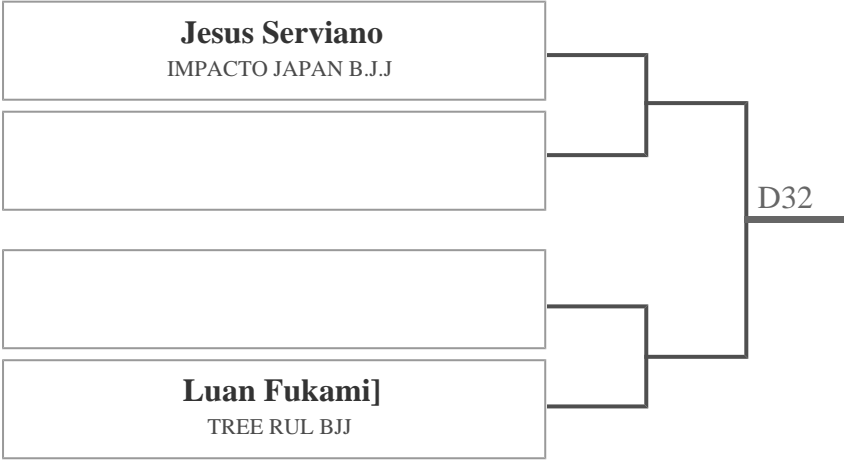 Jesus Serviano
IMPACTO JAPAN B.J.J
D32
Luan Fukami]
TREE RUL BJJ